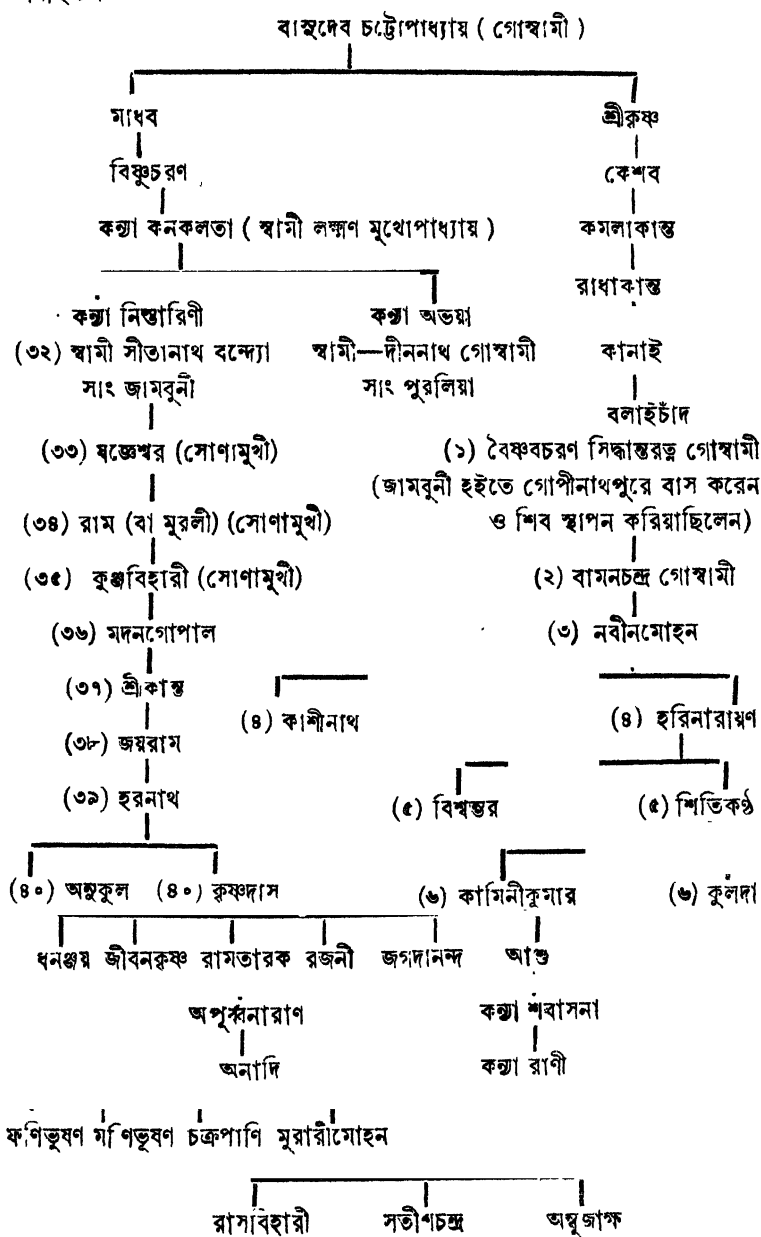 বাসুদেব চট্টোপাধ্যায় ( গোস্বামী )
মাধব শ্রীকৃষ্ণ
বিষ্ণুচরণ কেশব
কন্যা কনকলতা ( স্বামী লক্ষ্মণ মুখোপাধ্যায় ) কমলাকান্ত
রাধাকান্ত
কন্যা নিস্তারিণী কন্যা অভয়া
(৩২) স্বামী সীতানাথ বন্দ্যো স্বামী—দীননাথ গোস্বামী কানাই
সাং জামবুনী সাং পুরলিয়া
বলাইচাঁদ
(৩৩) যজ্ঞেশ্বর (সোণামুখী) (১) বৈষ্ণবচরণ সিদ্ধান্তরত্ন গোস্বামী
(জামবুনী হইতে গোপীনাথপুরে বাস করেন
(৩৪) রাম (বা মুরলী) (সোণামুখী) ও শিব স্থাপন করিয়াছিলেন)
(৩৫) কুঞ্জবিহারী (সোণামুখী) (২) বামনচন্দ্র গোস্বামী
(৩৬) মদনগোপাল (৩) নবীনমোহন
(৩৭) শ্রীকান্ত
(৪) কাশীনাথ (৪) হরিনারায়ণ
(৩৮) জয়রাম
(৩৯) হরনাথ (৫) বিশ্বম্ভর (৫) শিতিকণ্ঠ
(৪০) অনুকুল (৪০) কৃষ্ণদাস (৬) কামিনীকুমার (৬) কুলদা
ধনঞ্জয় জীবনকৃষ্ণ রামতারক রজনী জগদানন্দ আশু
অপূর্ব্বনারাণ কন্যা শবাসনা
অনাদি কন্যা রাণী
ফণিভুষণ মণিভূষণ চক্রপাণি মুরারীমোহন
রাসবিহারী সতীশচন্দ্র অম্বুজাক্ষ